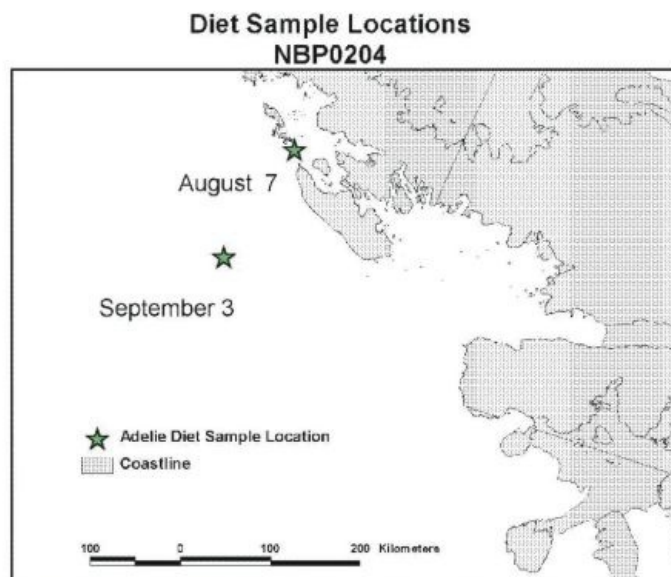 Diet Sample Locations
NBP0204
August 7
September 3
Adelie Diet Sample Location
Coastline
100 0 100 200 Kilometers